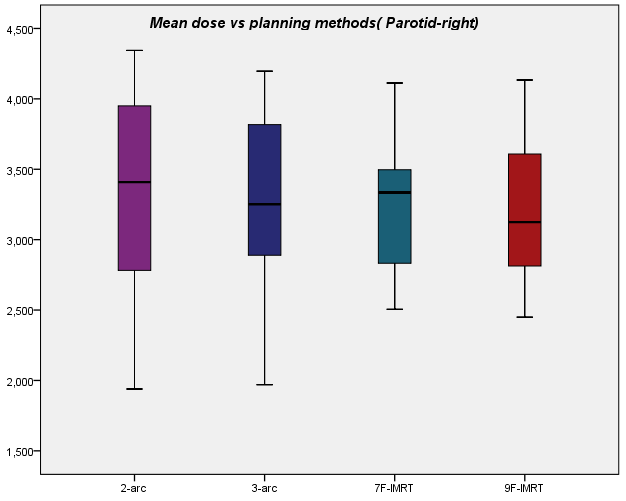 Mean dose vs planning methods( Parotid-right)
4,500
4,000
3,500
3,000
2,500
2,000
1,500
2-arc
3-arc
7F-IMRT
9F-IMRT